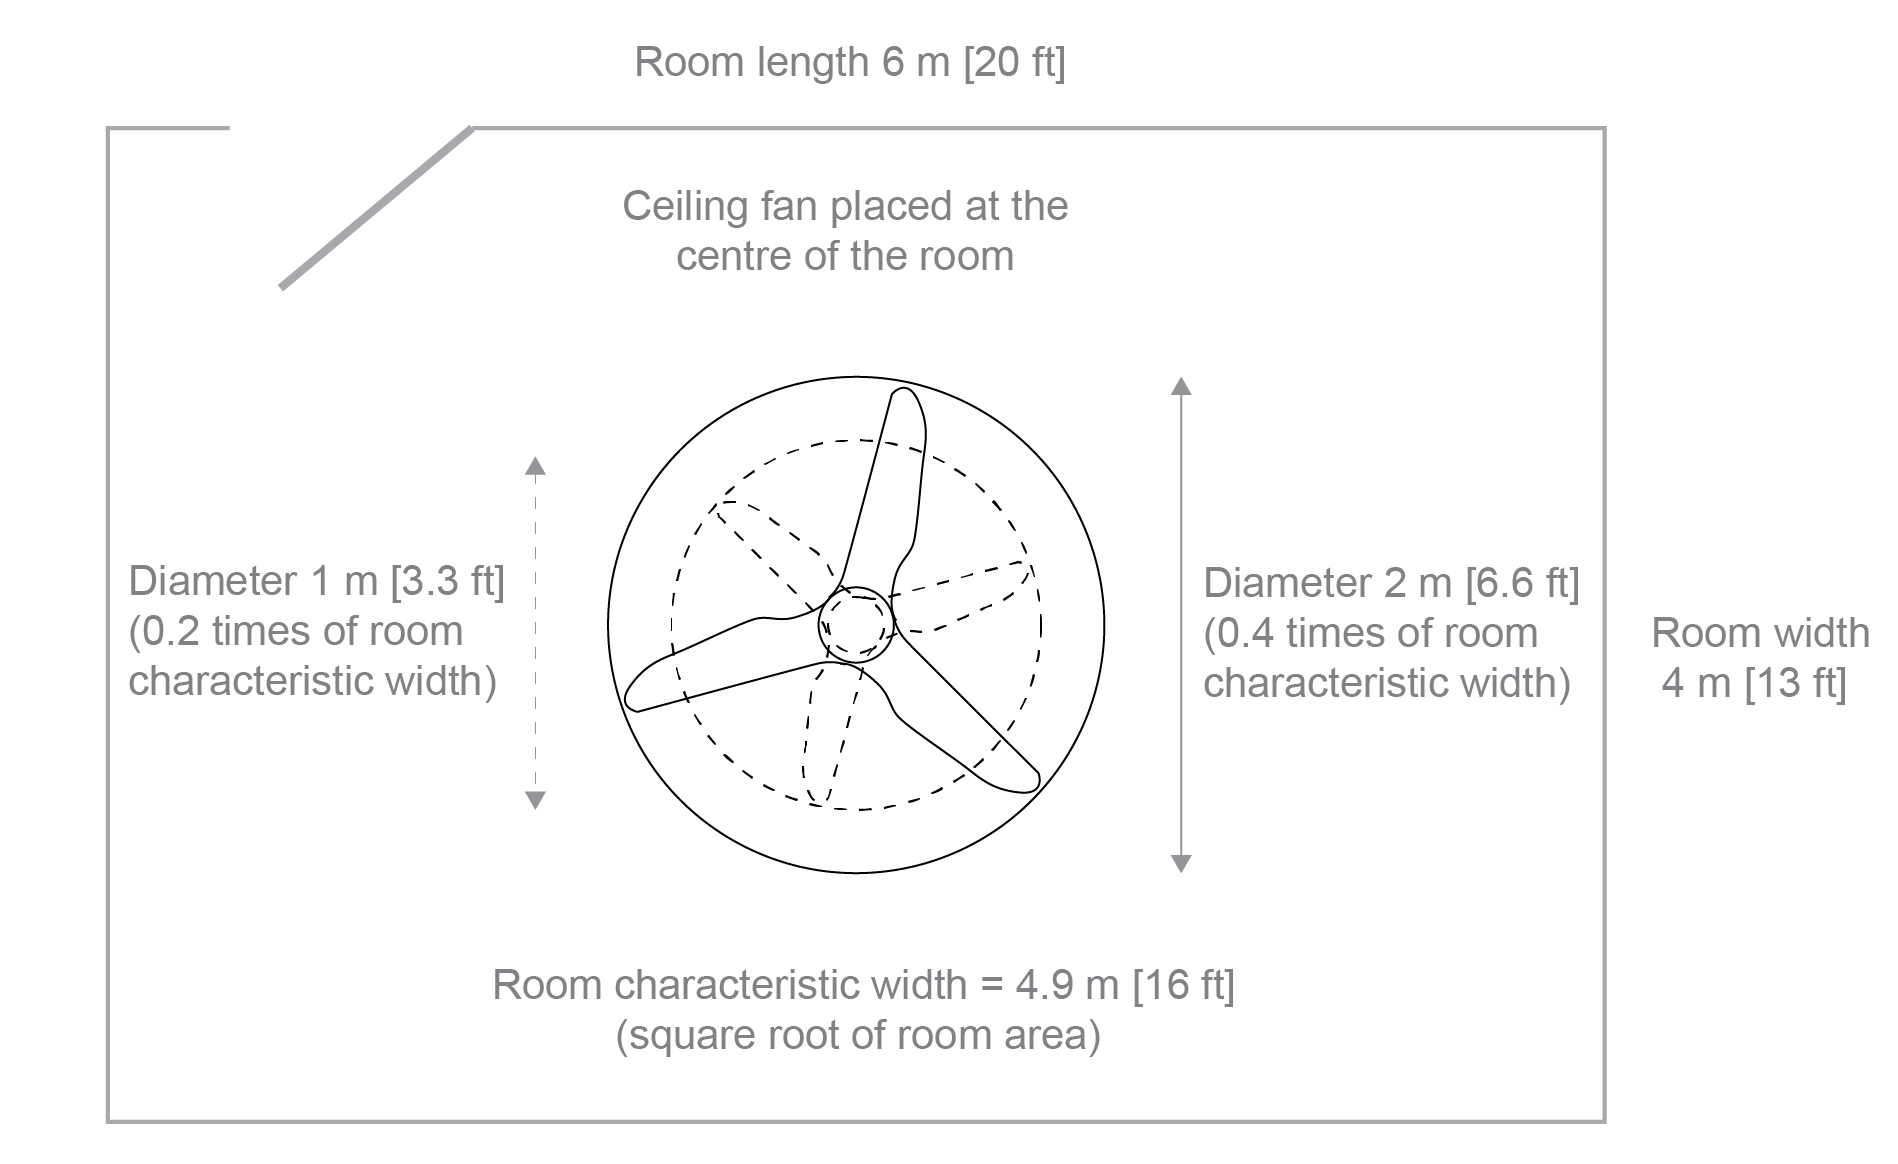 Room length 6 m [20 ft]
Ceiling fan placed at the
centre of the room
Diameter 1 m [3.3 ft]
(0.2 times of room
characteristic width)
Diameter 2 m [6.6 ft]
(0.4 times of room
characteristic width)
Room width
4 m [13 ft]
Room characteristic width = 4.9 m [16 ft]
(square root of room area)